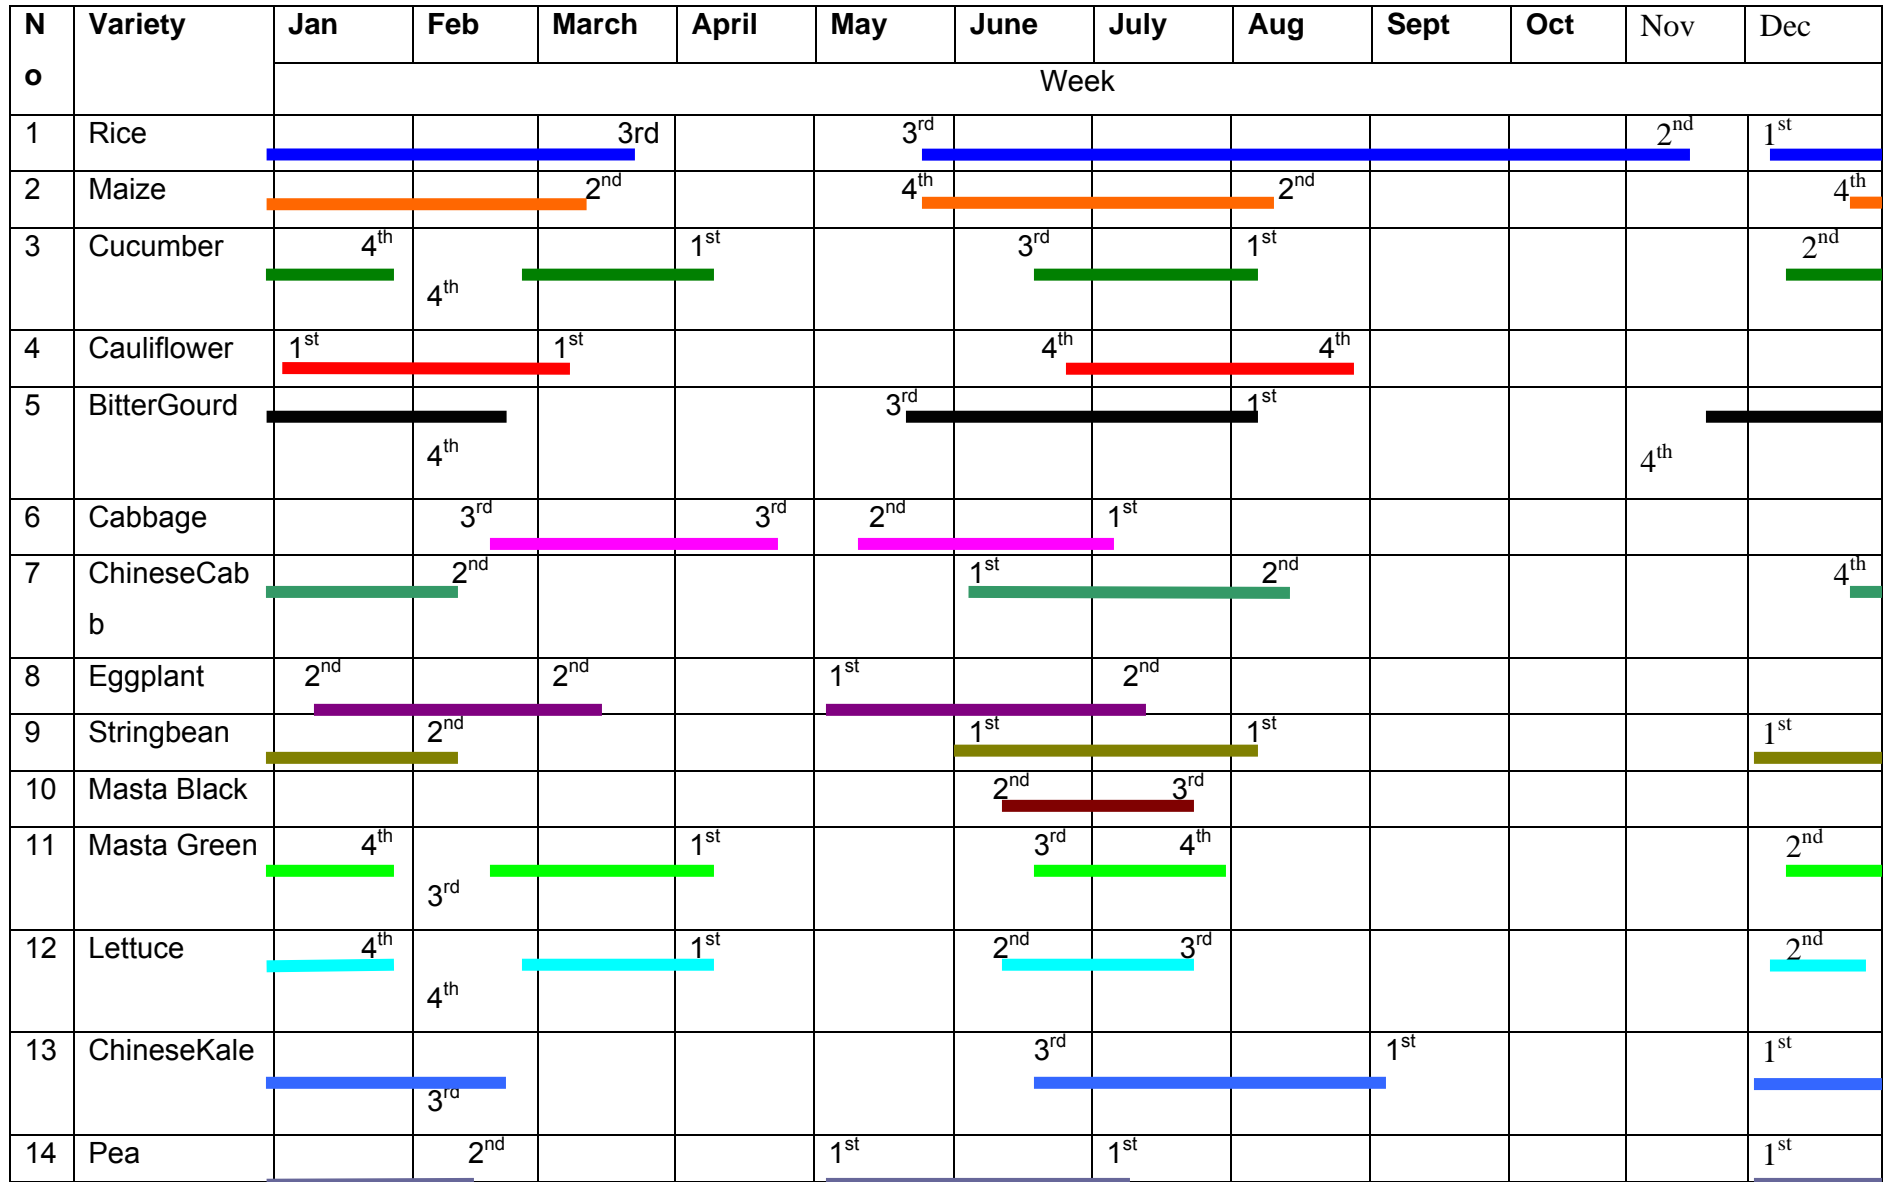 N
o Variety Jan Feb March April May June July Aug Sept Oct Nov Dec
Week
1 Rice 3rd 3rd 2nd 1st
2 Maize 2nd 4th 2nd 4th
3 Cucumber 4th 4th 1st 3rd 1st 2nd
4 Cauliflower 1st 1st 4th 4th
5 BitterGourd 4th 3rd 1st 4th
6 Cabbage 3rd 3rd 2nd 1st
7 ChineseCab
b 2nd 1st 2nd 4th
8 Eggplant 2nd 2nd 1st 2nd
9 Stringbean 2nd 1st 1st 1st
10 Masta Black 2nd 3rd
11 Masta Green 4th 3rd 1st 3rd 4th 2nd
12 Lettuce 4th 4th 1st 2nd 3rd 2nd
13 ChineseKale 3rd 3rd 1st 1st
14 Pea 2nd 1st 1st 1st